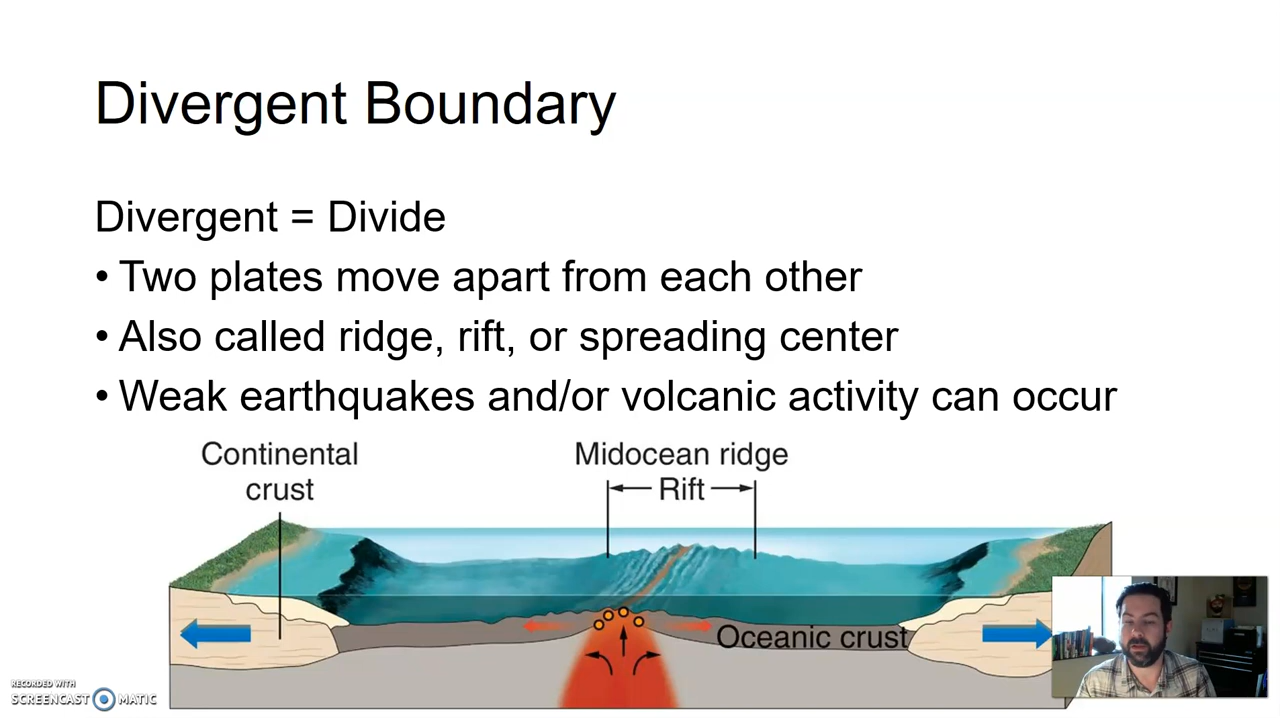 Divergent Boundary
Divergent = Divide
• Two plates move apart from each other
• Also called ridge, rift, or spreading center
• Weak earthquakes and/or volcanic activity can occur
Continental
crust
Midocean ridge
Rift
Oceanic crust
RECORDED WITH
SCREENCAST MATIC